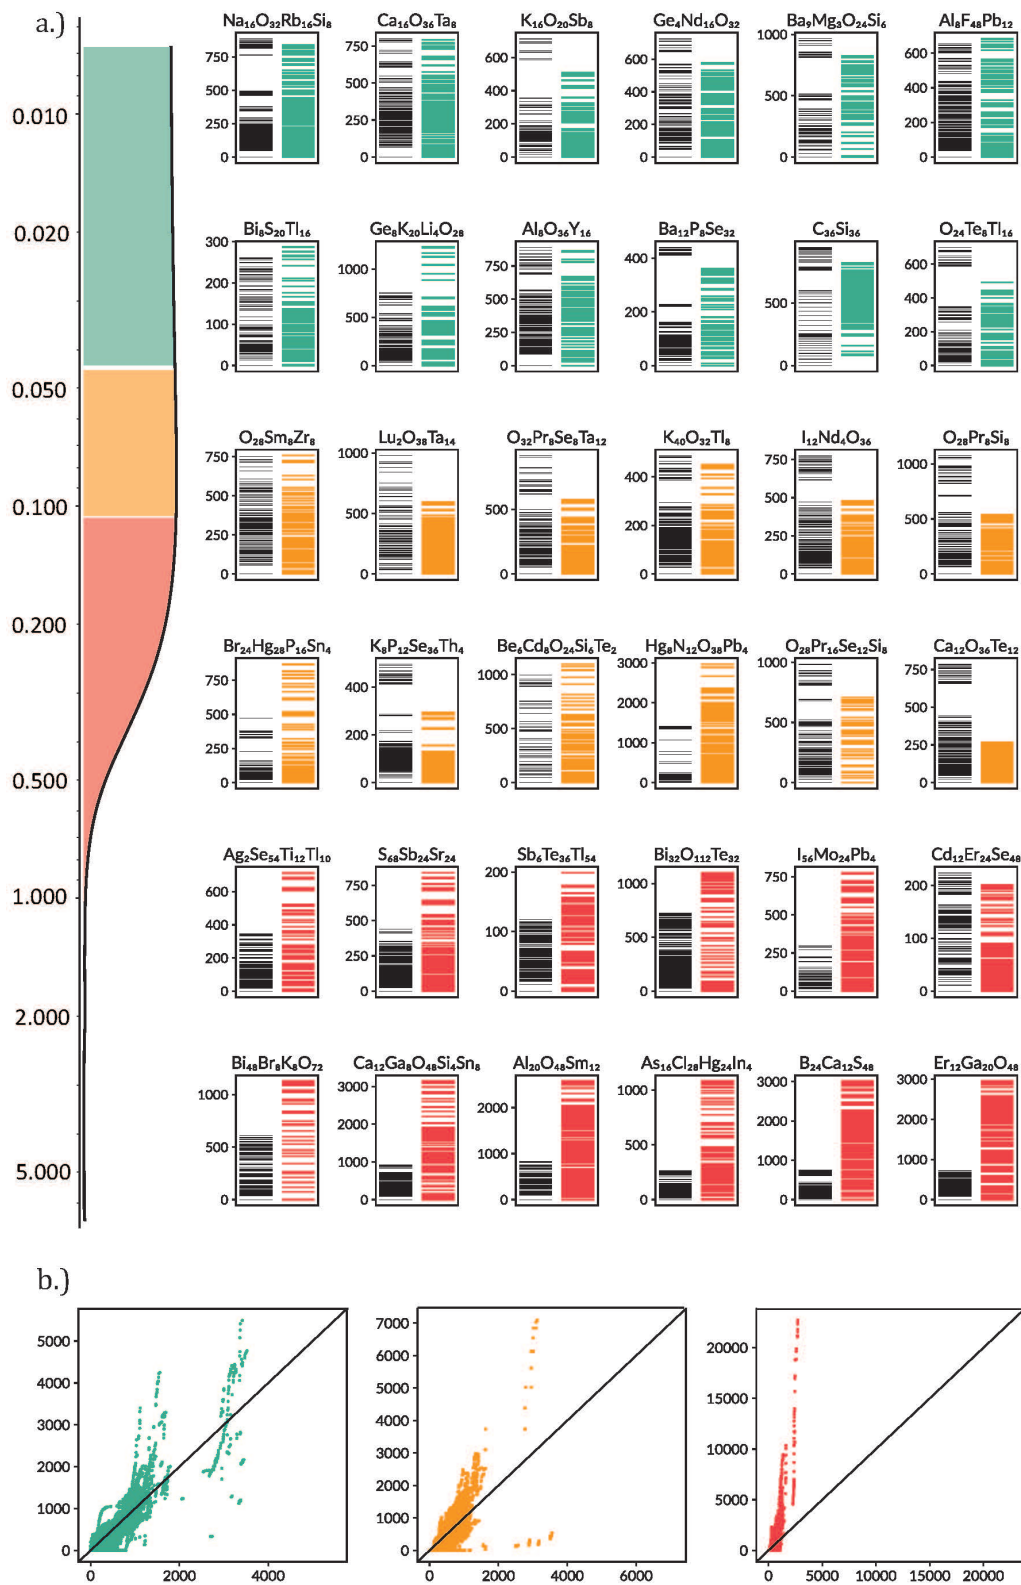 a.)
0.010
0.020
0.050
0.100
0.200
0.500
1.000
2.000
5.000
Na₁₆O₃₂Rb₁₆Si₈ Ca₁₆O₃₆Ta₈ K₁₆O₂₀Sb₈ Ge₄Nd₁₆O₃₂ Ba₉Mg₃O₂₄Si₆ Al₈F₄₈Pb₁₂
750 500 250 0
750 500 250 0
600 400 200 0
600 400 200 0
1000 500 0
600 400 200 0
Bi₈S₂₀Tl₁₆ Ge₈K₂₀Li₄O₂₈ Al₈O₃₆Y₁₆ Ba₁₂P₈Se₃₂ C₃₆Si₃₆ O₂₄Te₈Tl₁₆
300 200 100 0
1000 500 0
750 500 250 0
400 200 0
500 0
600 400 200 0
O₂₈Sm₈Zr₈ Lu₂O₃₈Ta₁₄ O₃₂Pr₈Se₈Ta₁₂ K₄₀O₃₂Tl₈ I₁₂Nd₄O₃₆ O₂₈Pr₈Si₈
750 500 250 0
1000 500 0
500 0
400 200 0
750 500 250 0
1000 500 0
Br₂₄Hg₂₈P₁₆Sn₄ K₈P₁₂Se₃₆Th₄ Be₆Cd₈O₂₄Si₆Te₂ Hg₈N₁₂O₃₈Pb₄ O₂₈Pr₁₆Se₁₂Si₈ Ca₁₂O₃₆Te₁₂
750 500 250 0
400 200 0
1000 500 0
3000 2000 1000 0
1000 500 0
750 500 250 0
Ag₂Se₅₄Ti₁₂Tl₁₀ S₆₈Sb₂₄Sr₂₄ Sb₆Te₃₆Tl₅₄ Bi₃₂O₁₁₂Te₃₂ I₅₆Mo₂₄Pb₄ Cd₁₂Er₂₄Se₄₈
600 400 200 0
750 500 250 0
200 100 0
1000 500 0
750 500 250 0
200 100 0
Bi₄₈Br₈K₈O₇₂ Ca₁₂Ga₈O₄₈Si₄Sn₈ Al₂₀O₄₈Sm₁₂ As₁₆Cl₂₈Hg₂₄In₄ B₂₄Ca₁₂S₄₈ Er₁₂Ga₂₀O₄₈
1000 500 0
3000 2000 1000 0
2000 1000 0
1000 500 0
3000 2000 1000 0
3000 2000 1000 0
b.)
5000
4000
3000
2000
1000
0
0 2000 4000
7000
6000
5000
4000
3000
2000
1000
0
0 2000 4000 6000
20000
15000
10000
5000
0
0 5000 10000 15000 20000